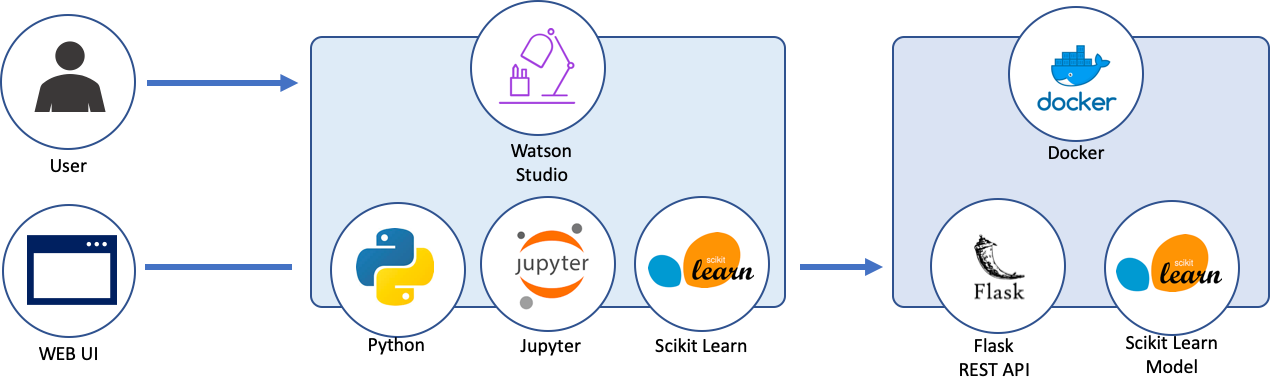 User
WEB UI
Watson
Studio
Python
jupyter
Jupyter
scikit
learn
Scikit Learn
docker
Docker
Flask
Flask
REST API
scikit
learn
Scikit Learn
Model